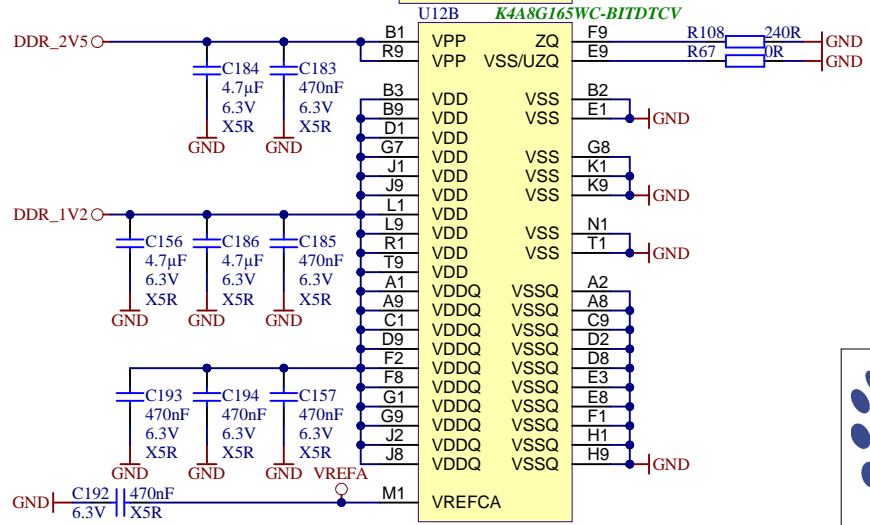 U12B K4A8G165WC-BITDTCV
DDR_2V5 B1 VPP ZQ F9 R108 240R GND
R9 VPP VSS/UZQ E9 R67 0R GND
C184 C183
4.7µF 470nF
6.3V 6.3V
X5R X5R
GND GND
B3 VDD VSS B2
B9 VDD VSS E1 GND
D1 VDD
G7 VDD VSS G8
J1 VDD VSS K1
J9 VDD VSS K9 GND
DDR_1V2 L1 VDD
L9 VDD VSS N1
R1 VDD VSS T1 GND
T9 VDD
C156 C186 C185
4.7µF 4.7µF 470nF
6.3V 6.3V 6.3V
X5R X5R X5R
GND GND GND
A1 VDDQ VSSQ A2
A9 VDDQ VSSQ A8
C1 VDDQ VSSQ C9
D9 VDDQ VSSQ D2
F2 VDDQ VSSQ D8
F8 VDDQ VSSQ E3
G1 VDDQ VSSQ E8
G9 VDDQ VSSQ F1
J2 VDDQ VSSQ H1
J8 VDDQ VSSQ H9 GND
C193 C194 C157
470nF 470nF 470nF
6.3V 6.3V 6.3V
X5R X5R X5R
GND GND GND VREFA
GND C192 470nF M1 VREFCA
6.3V X5R